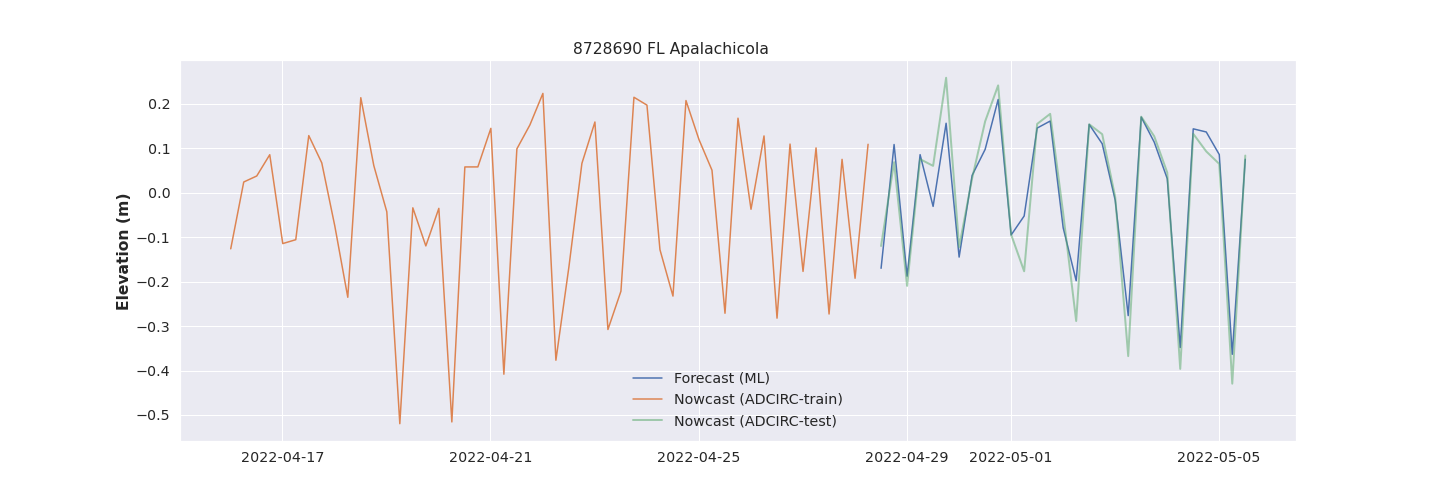 8728690 FL Apalachicola
Elevation (m)
0.2
0.1
0.0
−0.1
−0.2
−0.3
−0.4
−0.5
Forecast (ML)
Nowcast (ADCIRC-train)
Nowcast (ADCIRC-test)
2022-04-17 2022-04-21 2022-04-25 2022-04-29 2022-05-01 2022-05-05